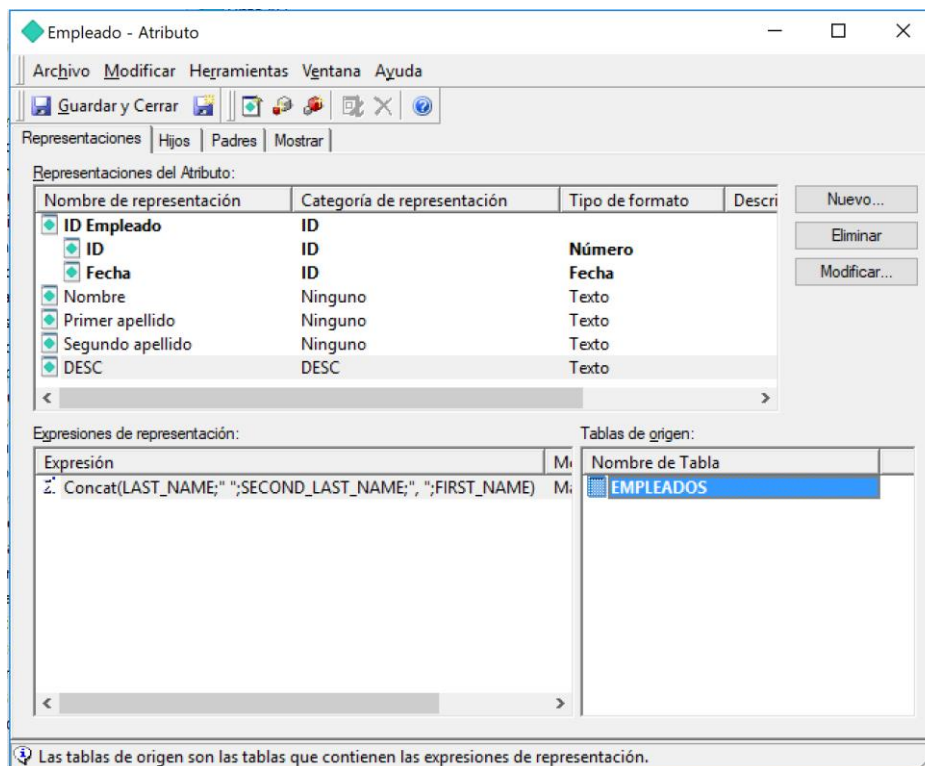 Empleado - Atributo
Archivo Modificar Herramientas Ventana Ayuda
Guardar y Cerrar
Representaciones Hijos Padres Mostrar
Representaciones del Atributo:
Nombre de representación Categoría de representación Tipo de formato Descri
ID Empleado ID
ID ID Número
Fecha ID Fecha
Nombre Ninguno Texto
Primer apellido Ninguno Texto
Segundo apellido Ninguno Texto
DESC DESC Texto
Nuevo...
Eliminar
Modificar...
Expresiones de representación:
Expresión
Concat(LAST_NAME;" ";SECOND_LAST_NAME;", ";FIRST_NAME)
Tablas de origen:
Nombre de Tabla
EMPLEADOS
Las tablas de origen son las tablas que contienen las expresiones de representación.